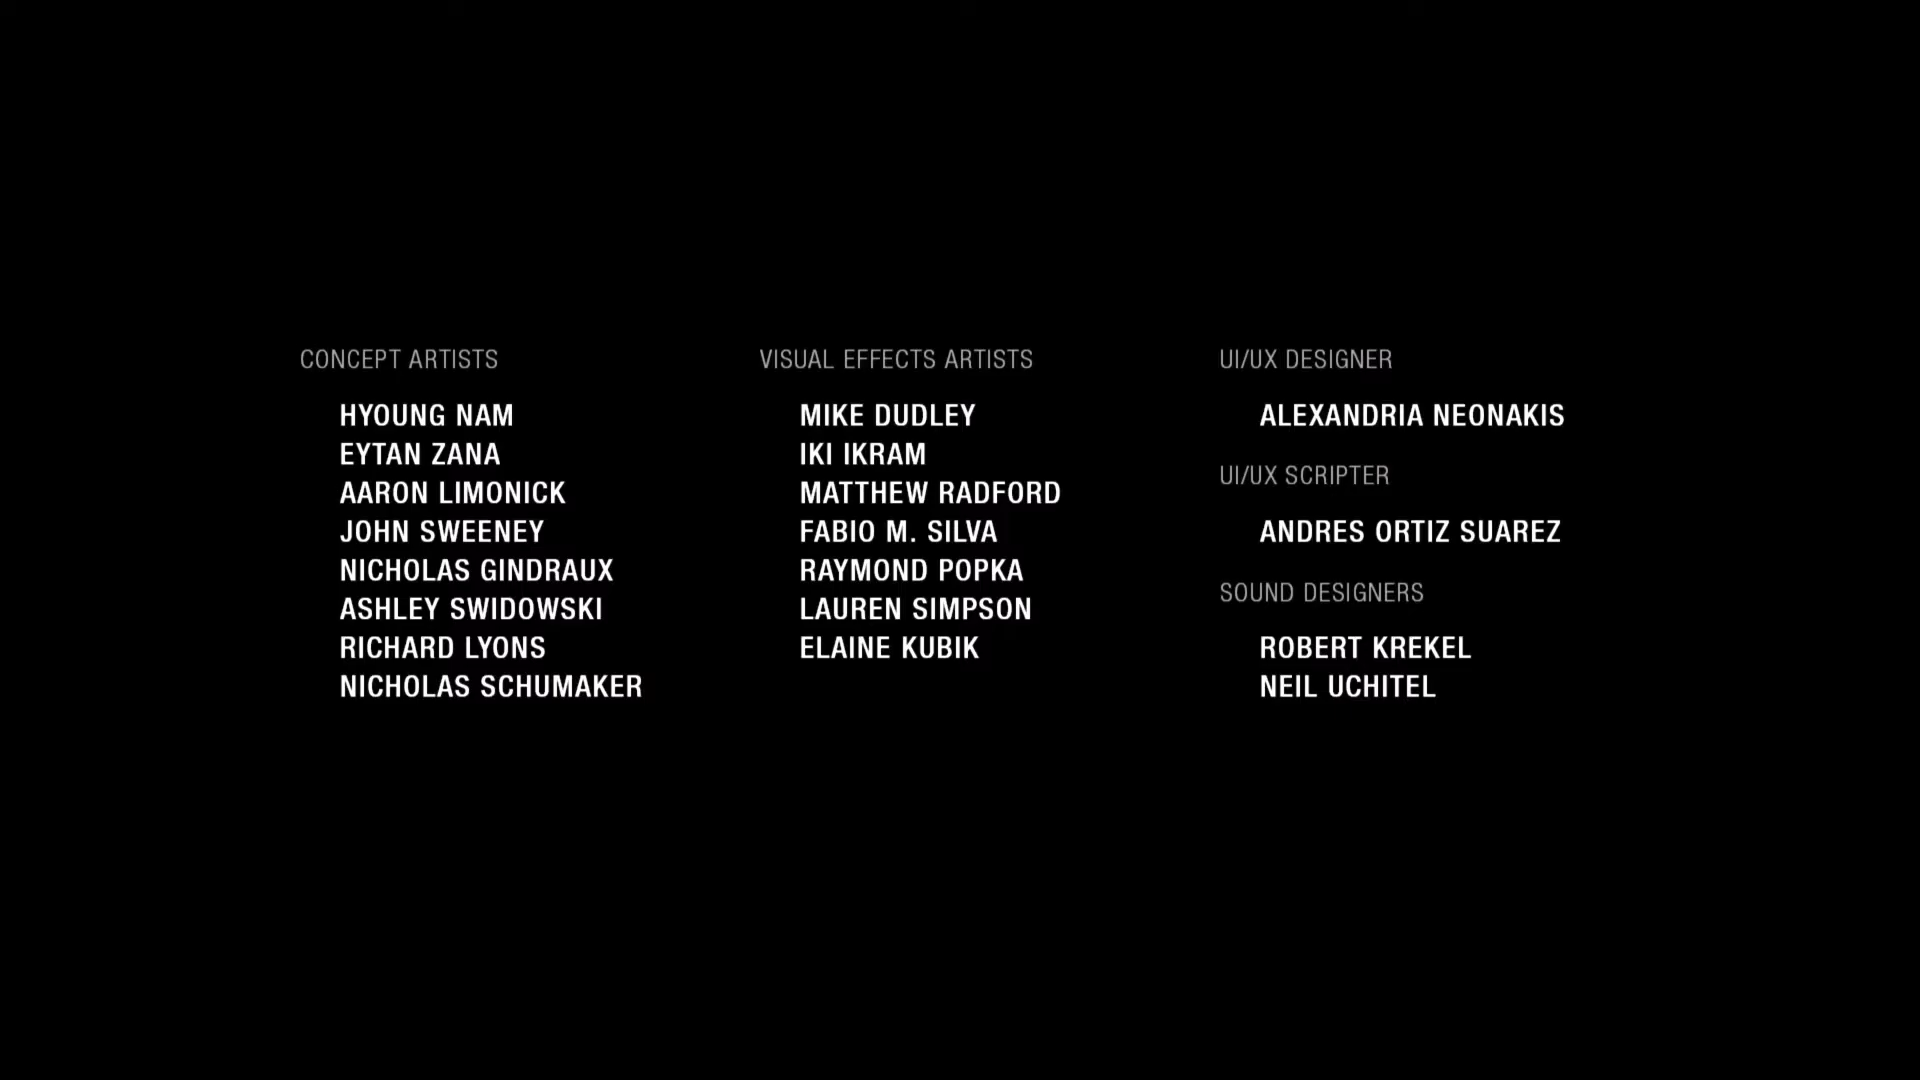 CONCEPT ARTISTS
HYOUNG NAM
EYTAN ZANA
AARON LIMONICK
JOHN SWEENEY
NICHOLAS GINDRAUX
ASHLEY SWIDOWSKI
RICHARD LYONS
NICHOLAS SCHUMAKER
VISUAL EFFECTS ARTISTS
MIKE DUDLEY
IKI IKRAM
MATTHEW RADFORD
FABIO M. SILVA
RAYMOND POPKA
LAUREN SIMPSON
ELAINE KUBIK
UI/UX DESIGNER
ALEXANDRIA NEONAKIS
UI/UX SCRIPTER
ANDRES ORTIZ SUAREZ
SOUND DESIGNERS
ROBERT KREKEL
NEIL UCHITEL